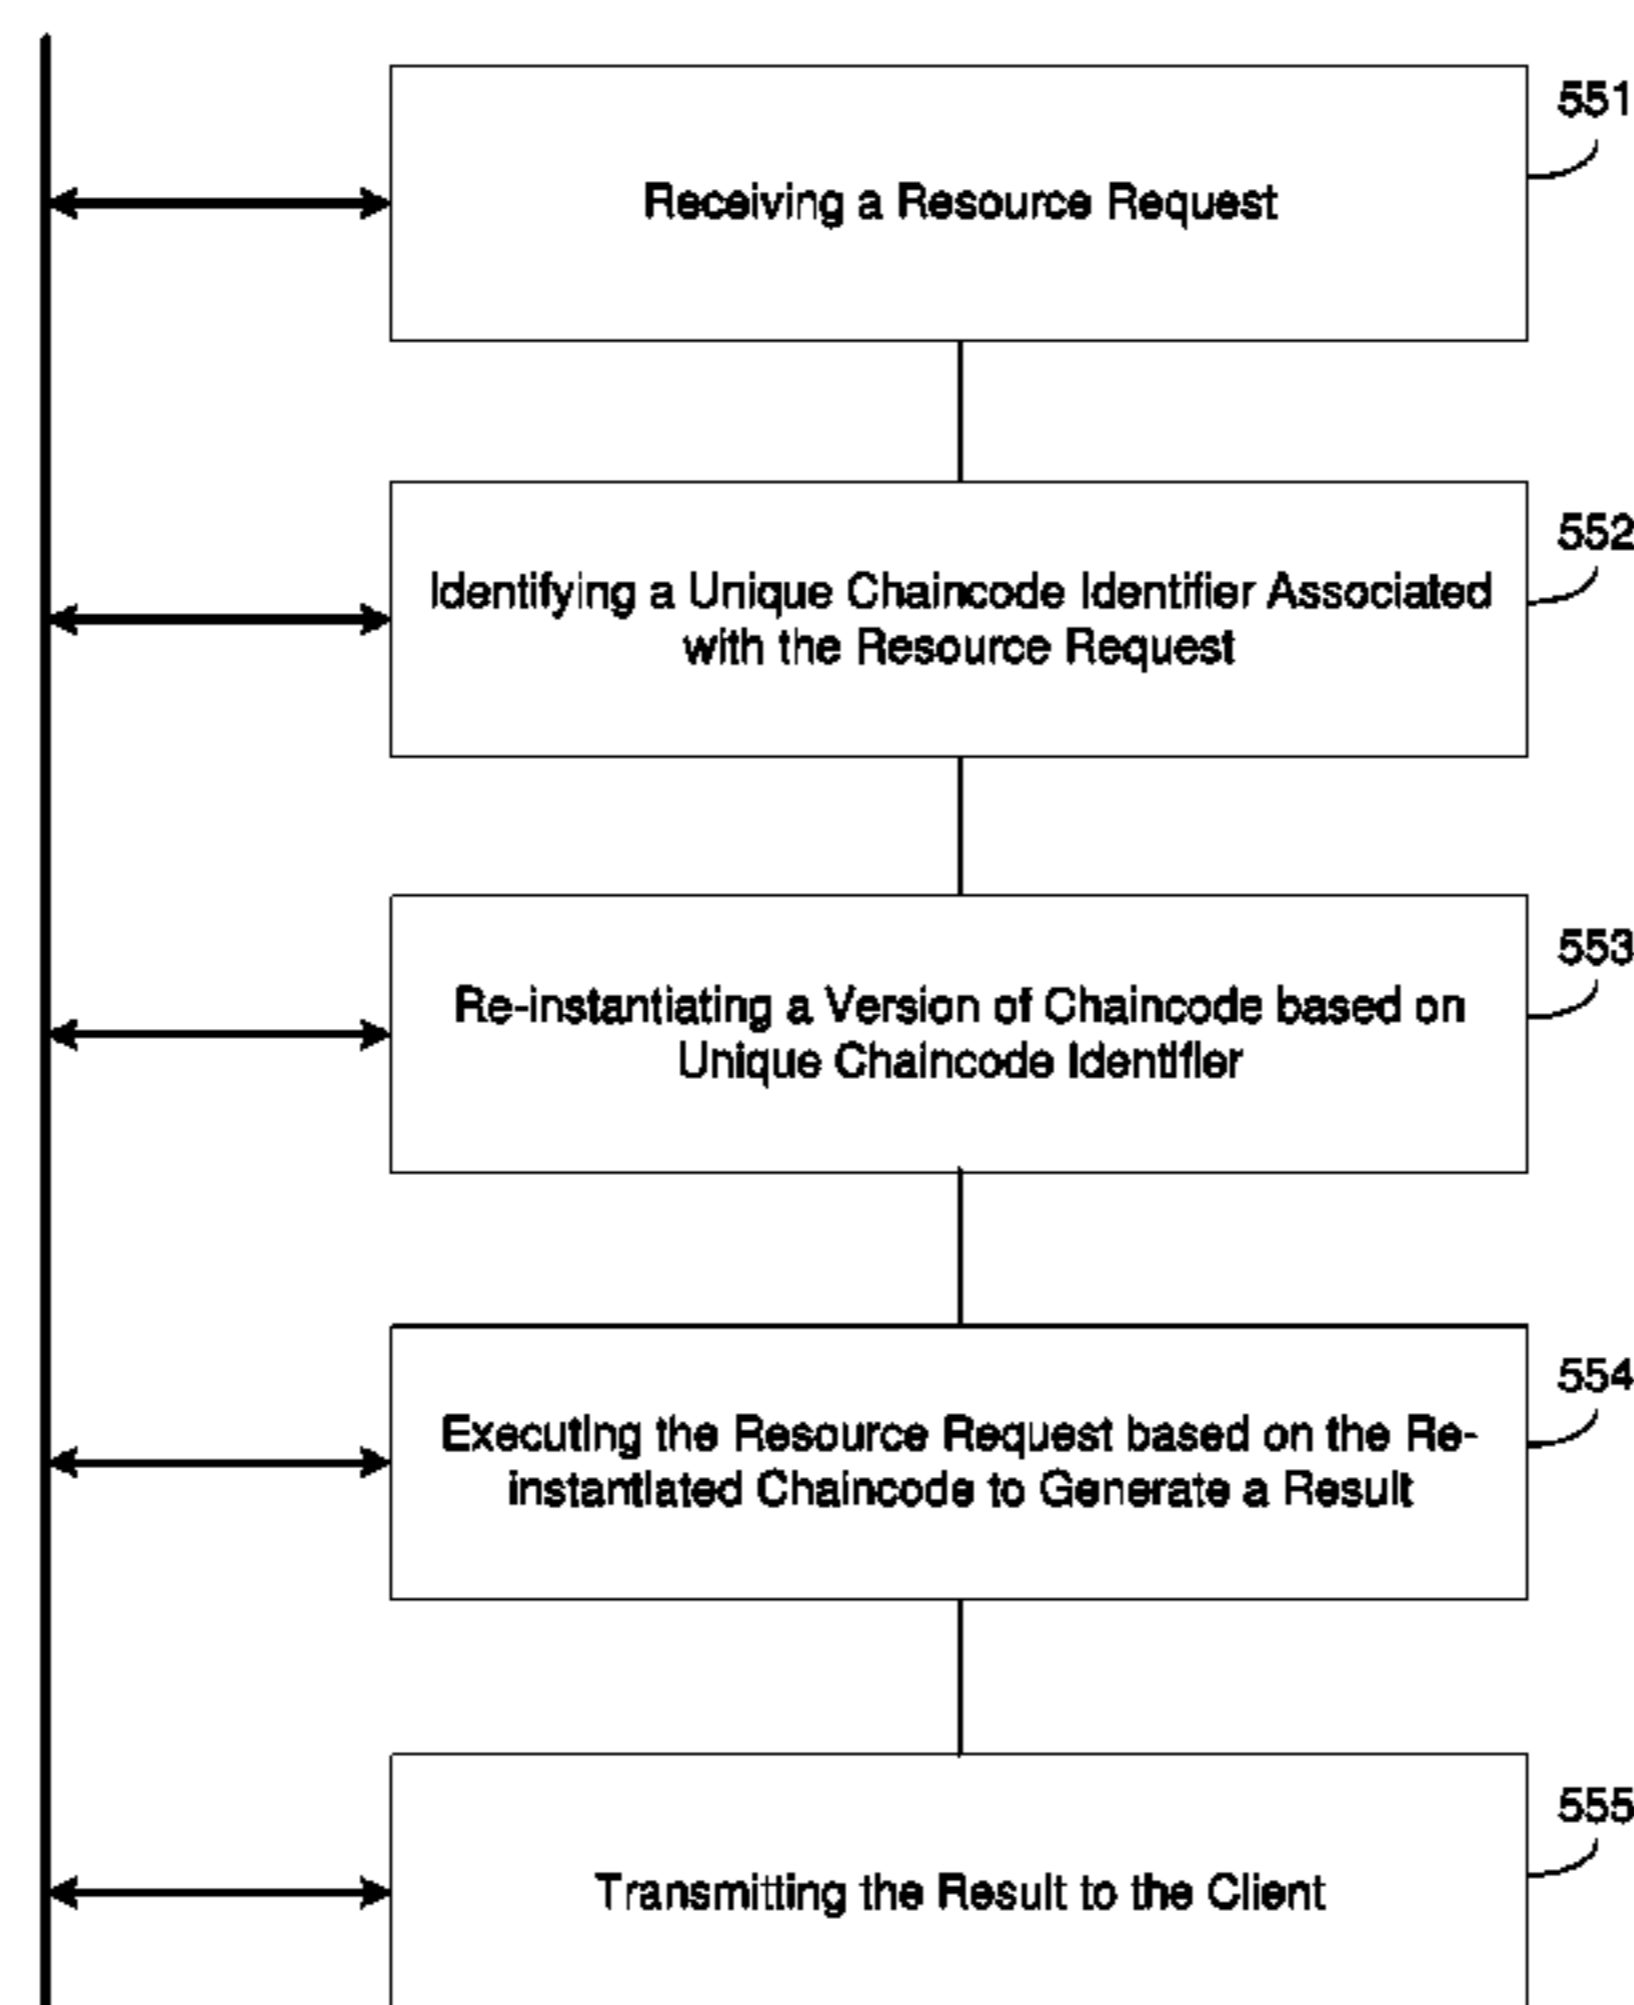 551
Receiving a Resource Request
552
Identifying a Unique Chaincode Identifier Associated
with the Resource Request
553
Re-instantiating a Version of Chaincode based on
Unique Chaincode Identifier
554
Executing the Resource Request based on the Re-
instantiated Chaincode to Generate a Result
555
Transmitting the Result to the Client